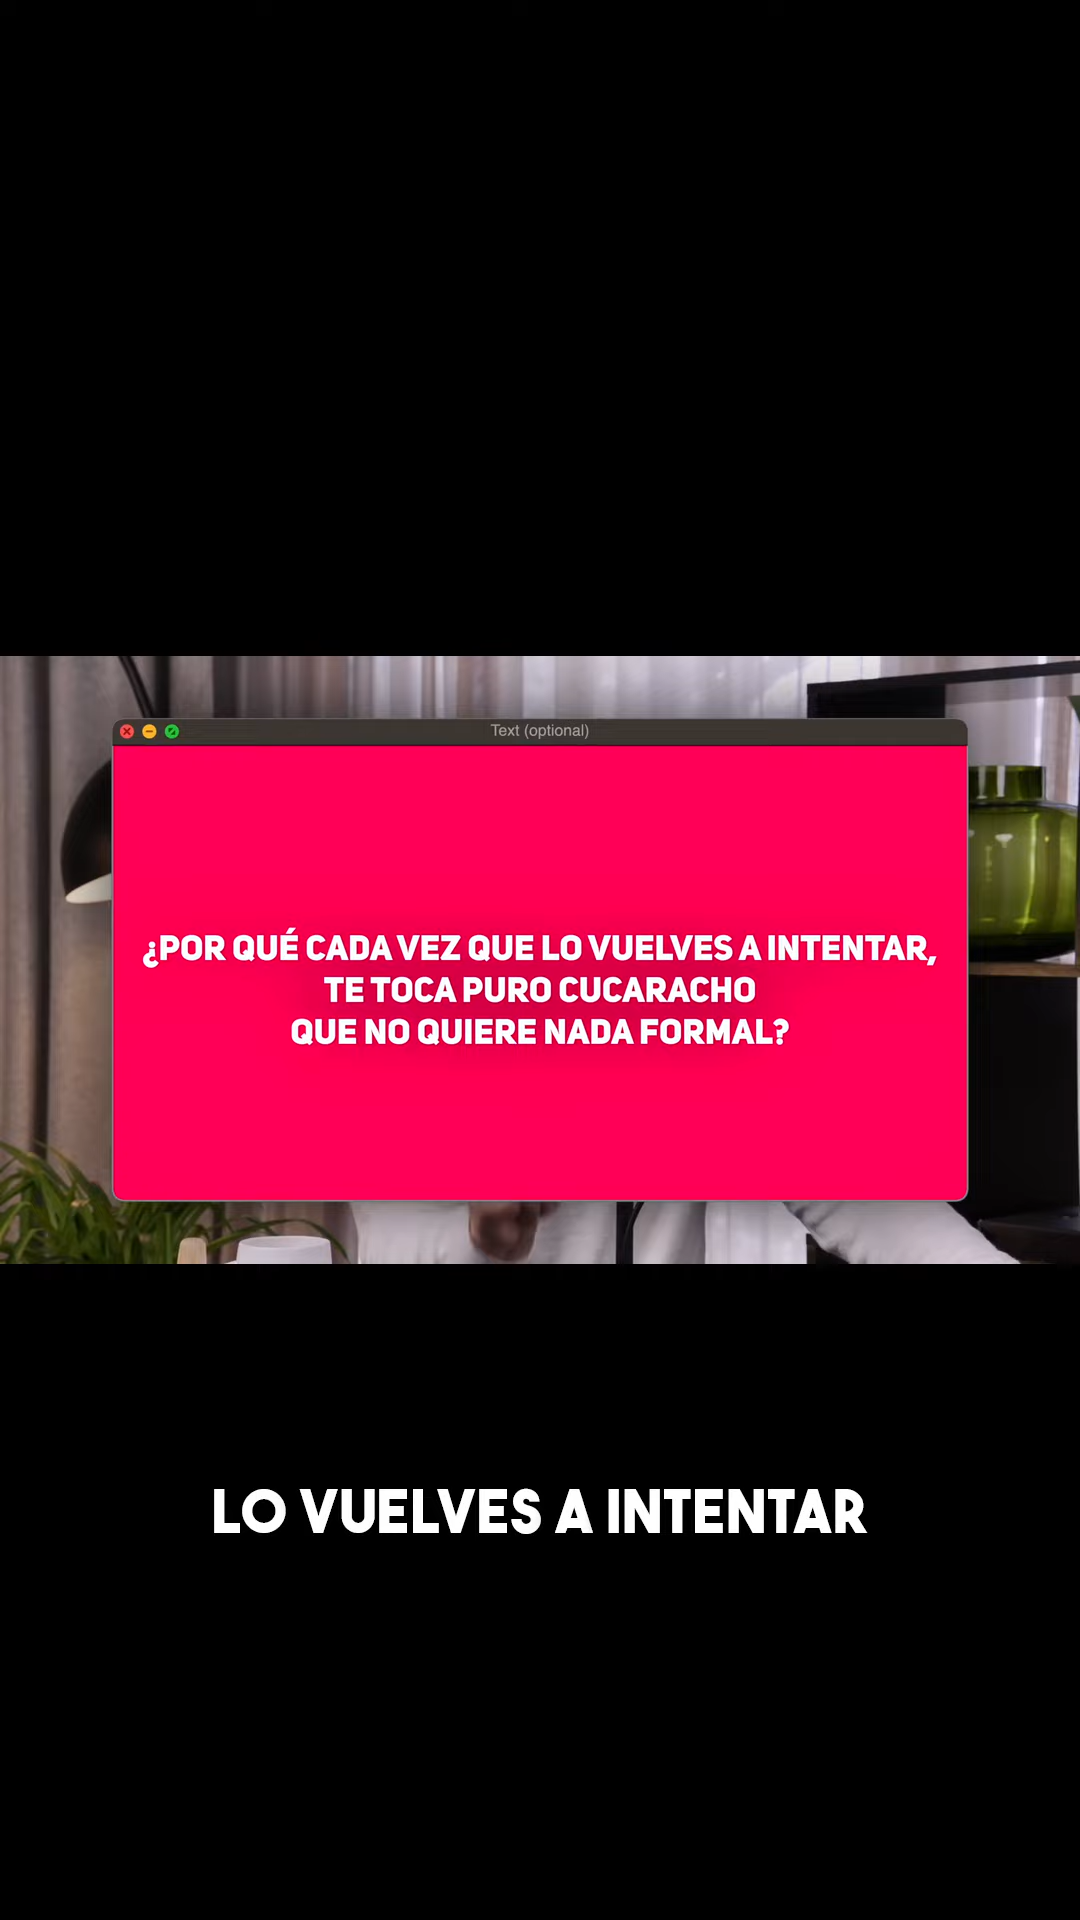 Text (optional)
¿POR QUÉ CADA VEZ QUE LO VUELVES A INTENTAR,
TE TOCA PURO CUCARACHO
QUE NO QUIERE NADA FORMAL?
LO VUELVES A INTENTAR